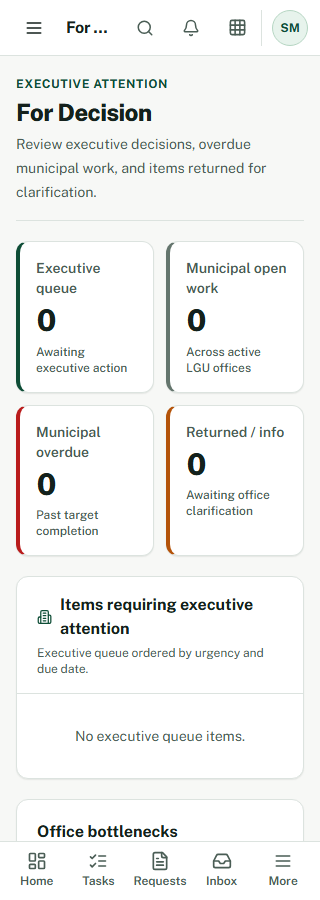 For ...
SM
EXECUTIVE ATTENTION
For Decision
Review executive decisions, overdue
municipal work, and items returned for
clarification.
Executive
queue
0
Awaiting
executive action
Municipal open
work
0
Across active
LGU offices
Municipal
overdue
0
Past target
completion
Returned / info
0
Awaiting office
clarification
Items requiring executive
attention
Executive queue ordered by urgency and
due date.
No executive queue items.
Office bottlenecks
Home
Tasks
Requests
Inbox
More